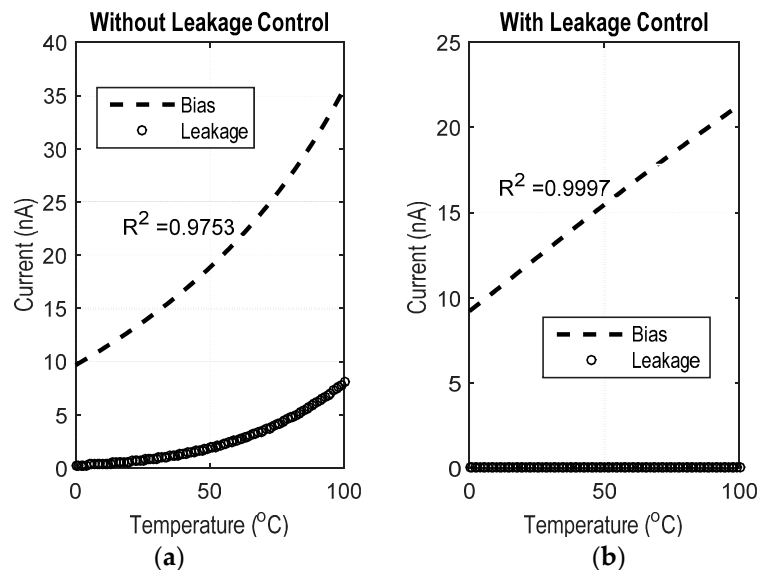 Without Leakage Control
40
35
30
25
20
15
10
5
0
Current (nA)
Bias
Leakage
R² =0.9753
0 50 100
Temperature (°C)
(a)
With Leakage Control
25
20
15
10
5
0
Current (nA)
R² =0.9997
Bias
Leakage
0 50 100
Temperature (°C)
(b)